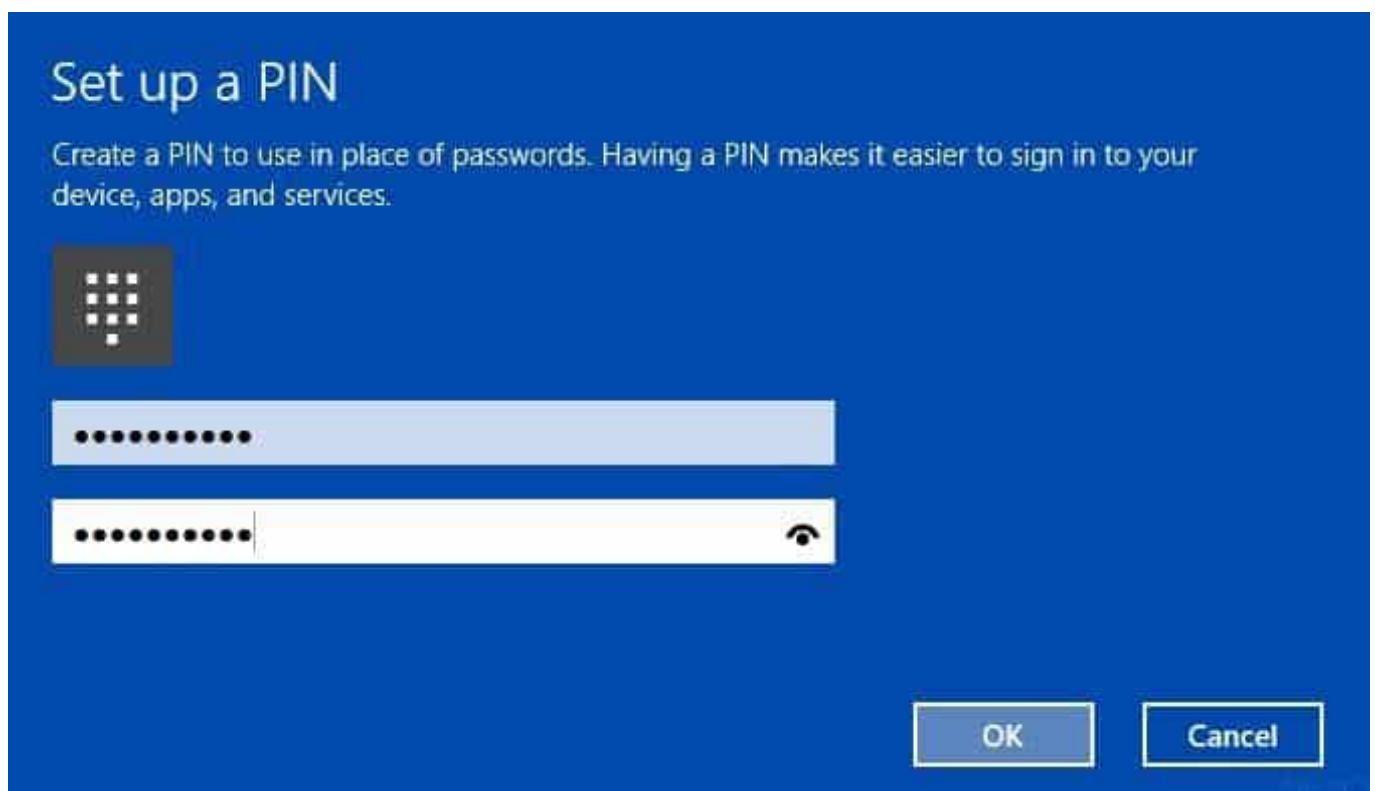 Set up a PIN
Create a PIN to use in place of passwords. Having a PIN makes it easier to sign in to your
device, apps, and services.
••••••••••
••••••••••
OK
Cancel